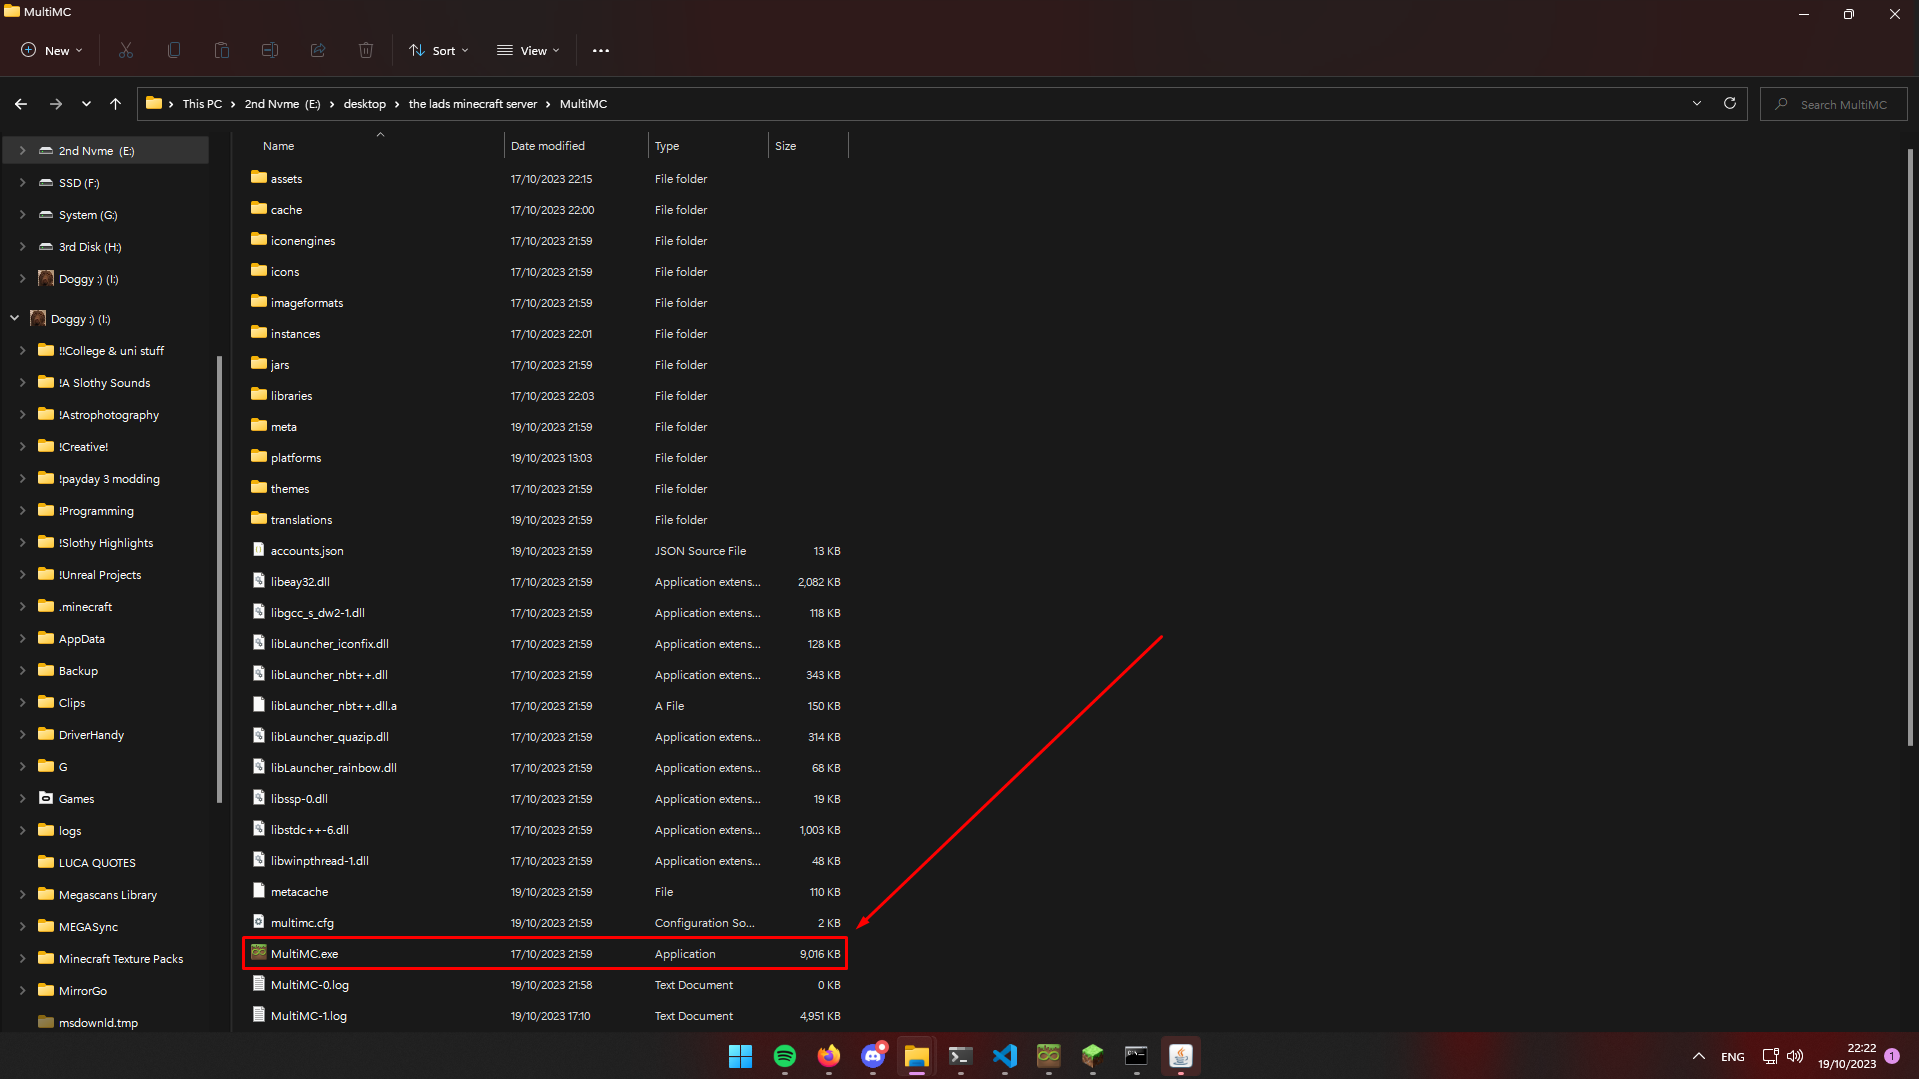 MultiMC
New
Sort
View
This PC > 2nd Nvme (E:) > desktop > the lads minecraft server > MultiMC
Search MultiMC
2nd Nvme (E:)
SSD (F:)
System (G:)
3rd Disk (H:)
Doggy :) (I:)
Doggy :) (I:)
!!College & uni stuff
!A Slothy Sounds
!Astrophotography
!Creative!
!payday 3 modding
!Programming
!Slothy Highlights
!Unreal Projects
.minecraft
AppData
Backup
Clips
DriverHandy
G
Games
logs
LUCA QUOTES
Megascans Library
MEGASync
Minecraft Texture Packs
MirrorGo
msdownld.tmp
Name Date modified Type Size
assets 17/10/2023 22:15 File folder
cache 17/10/2023 22:00 File folder
iconengines 17/10/2023 21:59 File folder
icons 17/10/2023 21:59 File folder
imageformats 17/10/2023 21:59 File folder
instances 17/10/2023 22:01 File folder
jars 17/10/2023 21:59 File folder
libraries 17/10/2023 22:03 File folder
meta 19/10/2023 21:59 File folder
platforms 19/10/2023 13:03 File folder
themes 17/10/2023 21:59 File folder
translations 19/10/2023 21:59 File folder
accounts.json 19/10/2023 21:59 JSON Source File 13 KB
libeay32.dll 17/10/2023 21:59 Application extens... 2,082 KB
libgcc_s_dw2-1.dll 17/10/2023 21:59 Application extens... 118 KB
libLauncher_iconfix.dll 17/10/2023 21:59 Application extens... 128 KB
libLauncher_nbt++.dll 17/10/2023 21:59 Application extens... 343 KB
libLauncher_nbt++.dll.a 17/10/2023 21:59 A File 150 KB
libLauncher_quazip.dll 17/10/2023 21:59 Application extens... 314 KB
libLauncher_rainbow.dll 17/10/2023 21:59 Application extens... 68 KB
libssp-0.dll 17/10/2023 21:59 Application extens... 19 KB
libstdc++-6.dll 17/10/2023 21:59 Application extens... 1,003 KB
libwinpthread-1.dll 17/10/2023 21:59 Application extens... 48 KB
metacache 19/10/2023 21:59 File 110 KB
multimc.cfg 19/10/2023 21:59 Configuration So... 2 KB
MultiMC.exe 17/10/2023 21:59 Application 9,016 KB
MultiMC-0.log 19/10/2023 21:58 Text Document 0 KB
MultiMC-1.log 19/10/2023 17:10 Text Document 4,951 KB
ENG
22:22
19/10/2023
1